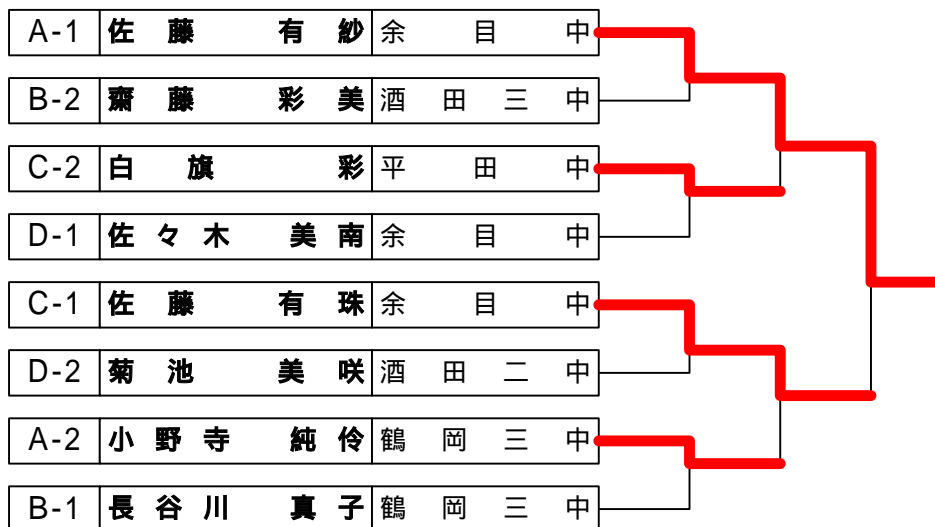 A-1 佐藤 有紗 余目中
B-2 齋藤 彩美 酒田三中
C-2 白旗 彩 平田中
D-1 佐々木 美南 余目中
C-1 佐藤 有珠 余目中
D-2 菊池 美咲 酒田二中
A-2 小野寺 純伶 鶴岡三中
B-1 長谷川 真子 鶴岡三中